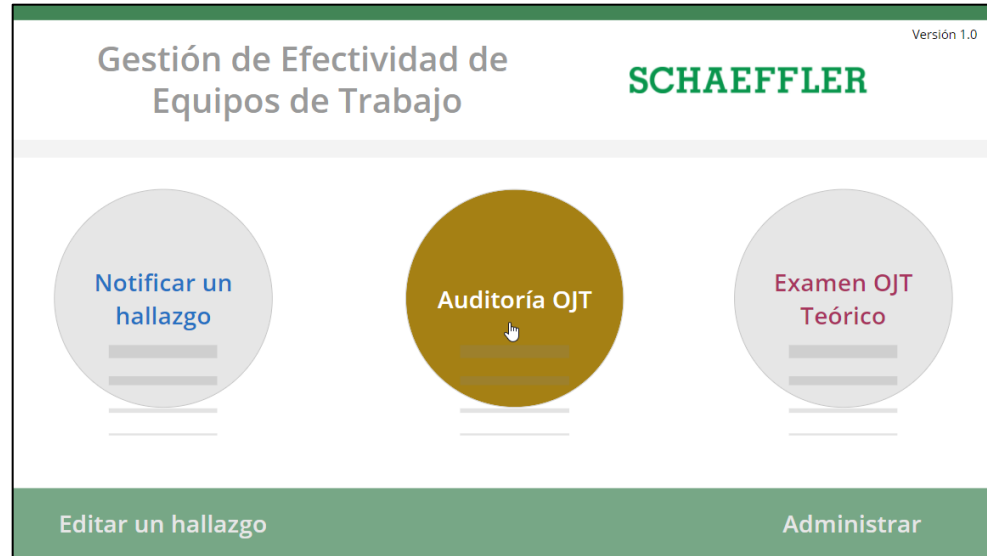 Versión 1.0
Gestión de Efectividad de
Equipos de Trabajo
SCHAEFFLER
Notificar un
hallazgo
Auditoría OJT
Examen OJT
Teórico
Editar un hallazgo
Administrar